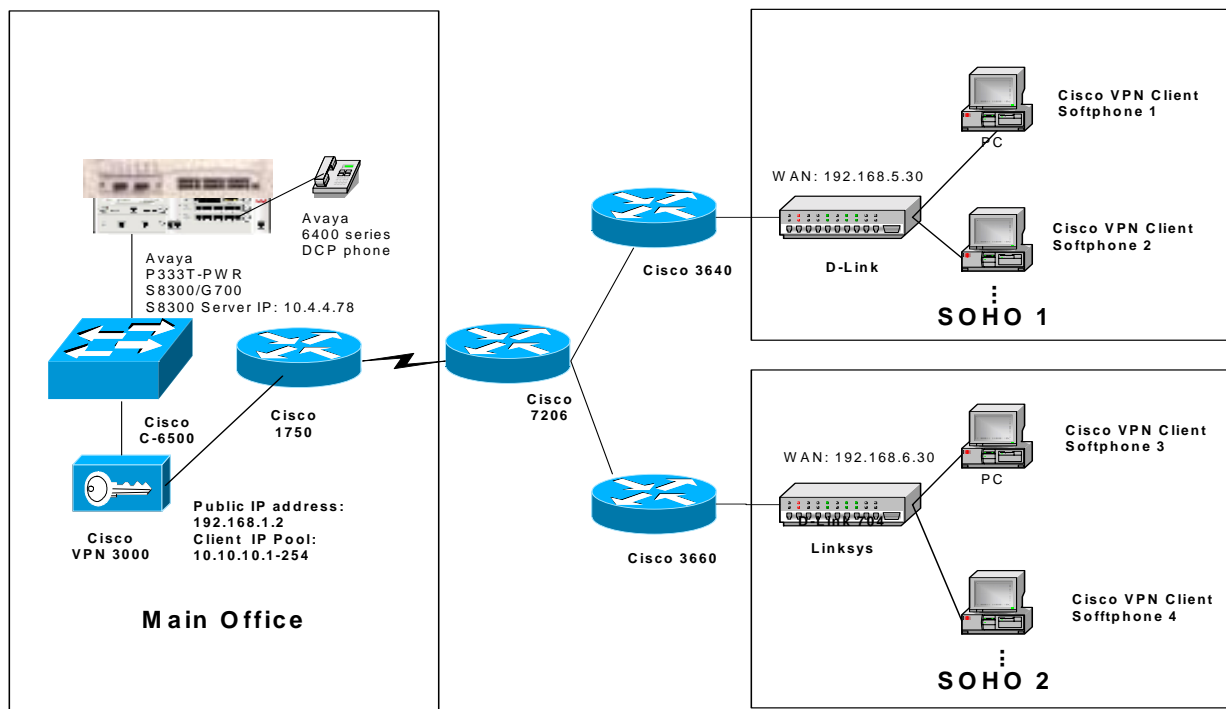 Avaya
6400 series
DCP phone
Avaya
P333T-PWR
S8300/G700
S8300 Server IP: 10.4.4.78
Cisco
C-6500
Cisco
1750
Cisco
VPN 3000
Public IP address:
192.168.1.2
Client IP Pool:
10.10.10.1-254
Main Office
Cisco
7206
Cisco 3640
Cisco 3660
WAN: 192.168.5.30
D-Link
PC
Cisco VPN Client
Softphone 1
Cisco VPN Client
Softphone 2
SOHO 1
WAN: 192.168.6.30
D-Link 704
Linksys
PC
Cisco VPN Client
Softphone 3
Cisco VPN Client
Sofftphone 4
SOHO 2